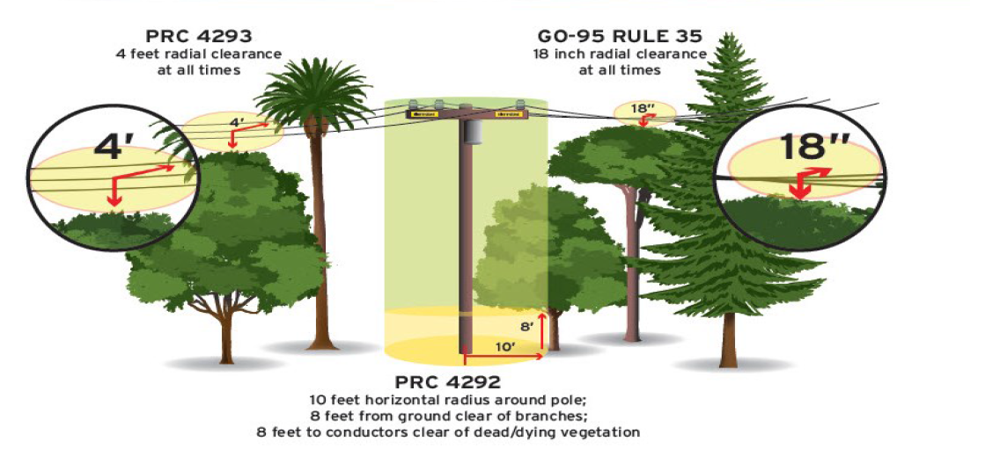 PRC 4293
4 feet radial clearance
at all times
GO-95 RULE 35
18 inch radial clearance
at all times
4'
18"
4'
18"
8'
10'
PRC 4292
10 feet horizontal radius around pole;
8 feet from ground clear of branches;
8 feet to conductors clear of dead/dying vegetation